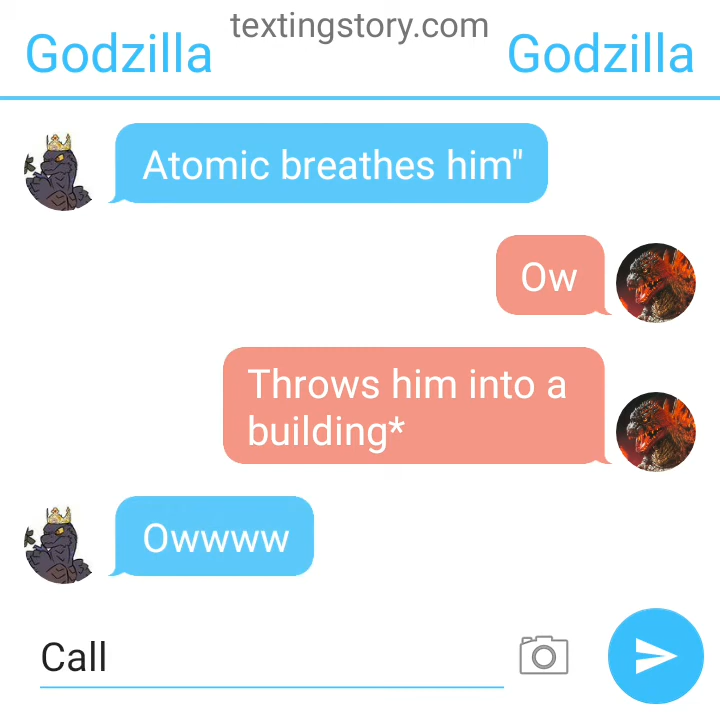 textingstory.com
Godzilla
Godzilla
Atomic breathes him"
Ow
Throws him into a
building*
Owwww
Call